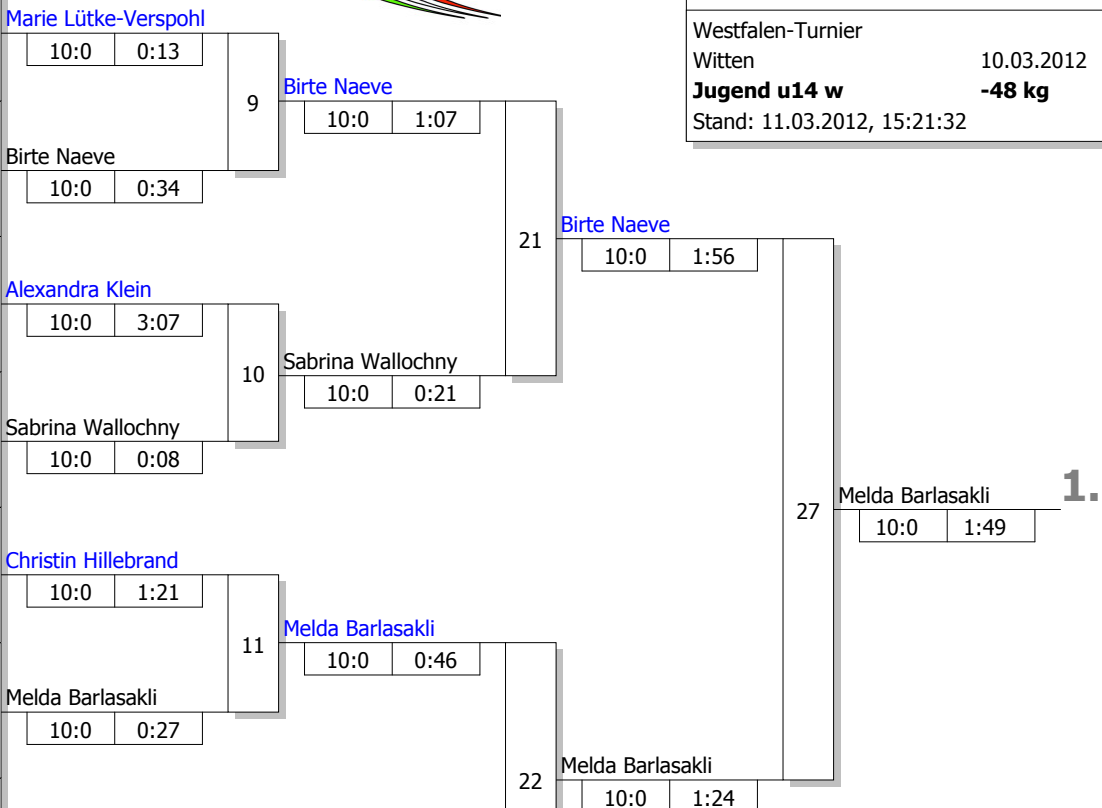 Marie Lütke-Verspohl
10:0 0:13
Westfalen-Turnier
Witten 10.03.2012
Jugend u14 w -48 kg
Stand: 11.03.2012, 15:21:32
9
Birte Naeve
10:0 1:07
Birte Naeve
10:0 0:34
21
Birte Naeve
10:0 1:56
Alexandra Klein
10:0 3:07
10
Sabrina Wallochny
10:0 0:21
Sabrina Wallochny
10:0 0:08
27
Melda Barlasakli
1.
10:0 1:49
Christin Hillebrand
10:0 1:21
11
Melda Barlasakli
10:0 0:46
Melda Barlasakli
10:0 0:27
22
Melda Barlasakli
10:0 1:24